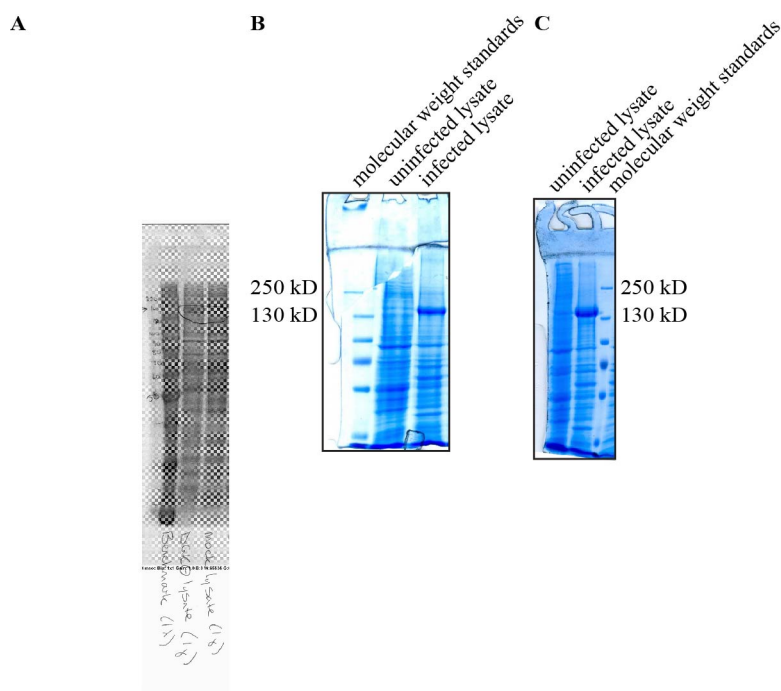 A
B
C
molecular weight standards
uninfected lysate
infected lysate
uninfected lysate
infected lysate
molecular weight standards
250 kD
130 kD
250 kD
130 kD
Benchmark (1X)
lysate (1X)
mock lysate (1X)